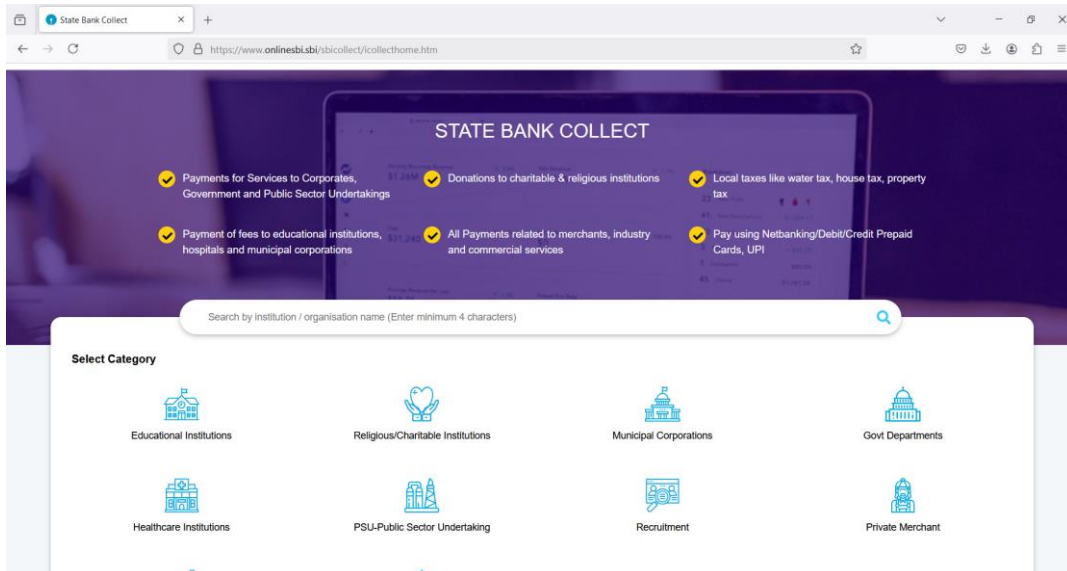 State Bank Collect
https://www.onlinesbi.sbi/sbicollect/icollecthome.htm
STATE BANK COLLECT
Payments for Services to Corporates,
Government and Public Sector Undertakings
Donations to charitable & religious institutions
Local taxes like water tax, house tax, property
tax
Payment of fees to educational institutions,
hospitals and municipal corporations
All Payments related to merchants, industry
and commercial services
Pay using Netbanking/Debit/Credit Prepaid
Cards, UPI
Search by institution / organisation name (Enter minimum 4 characters)
Select Category
Educational Institutions
Religious/Charitable Institutions
Municipal Corporations
Govt Departments
Healthcare Institutions
PSU-Public Sector Undertaking
Recruitment
Private Merchant